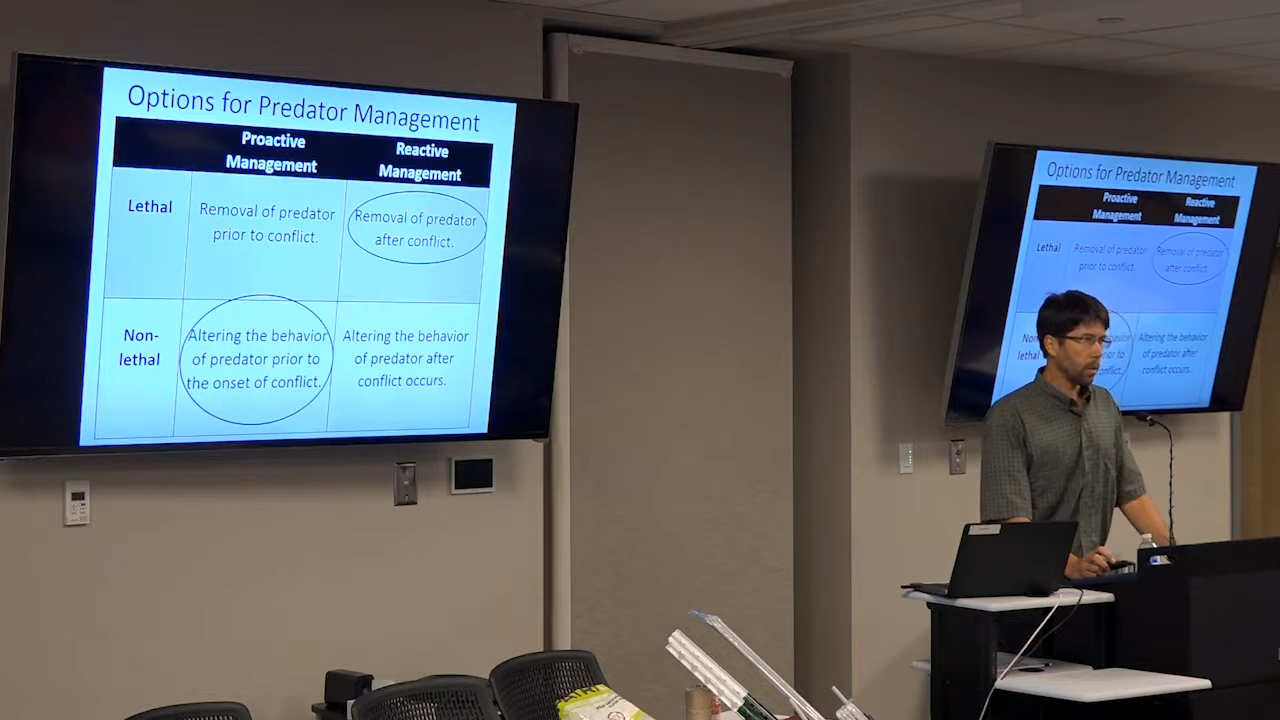 Options for Predator Management
Proactive
Management
Reactive
Management
Lethal
Removal of predator
prior to conflict.
Removal of predator
after conflict.
Non-
lethal
Altering the behavior
of predator prior to
the onset of conflict.
Altering the behavior
of predator after
conflict occurs.
Options for Predator Management
Proactive
Management
Reactive
Management
Lethal
Removal of predator
prior to conflict.
Removal of predator
after conflict.
Non
lethal
Altering the behavior
of predator after
conflict occurs.